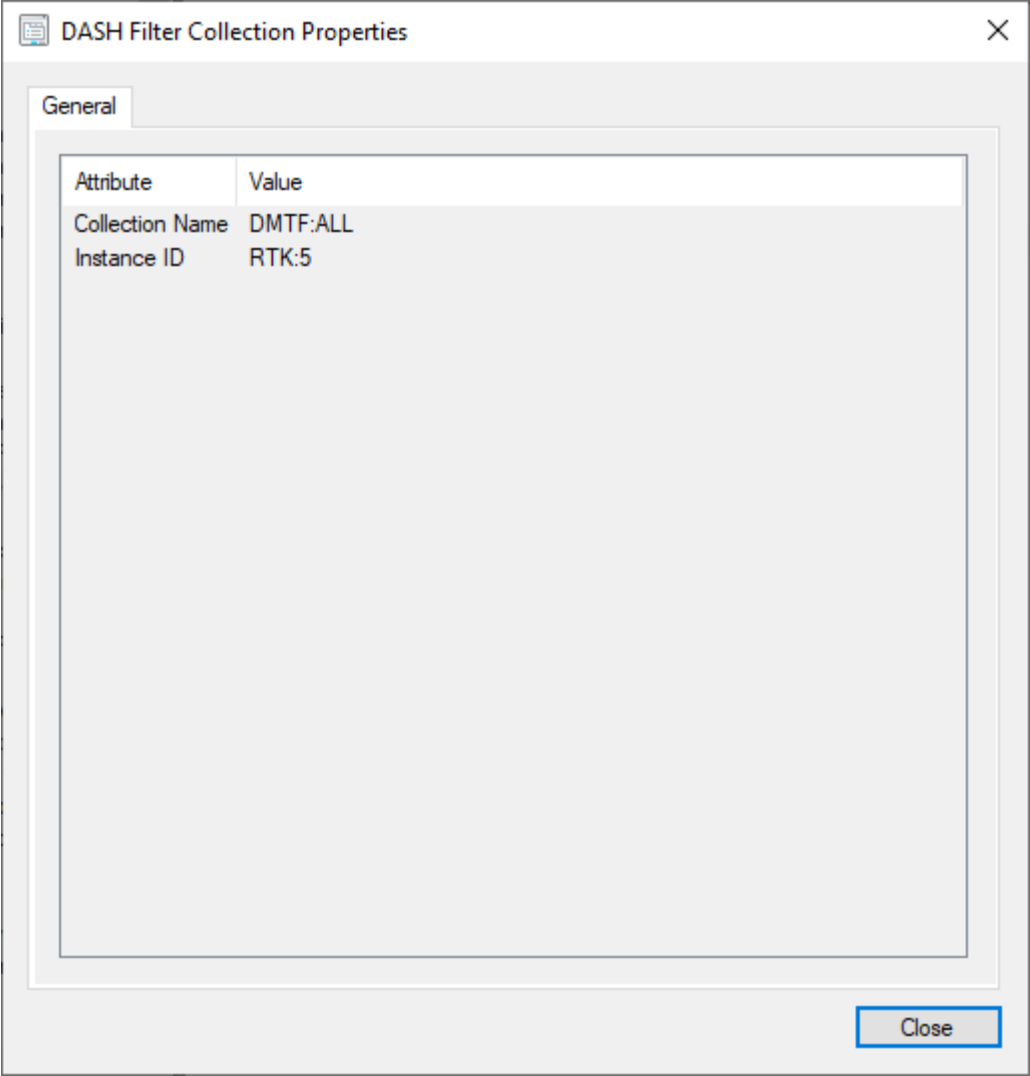 DASH Filter Collection Properties
General
Attribute Value
Collection Name DMTF:ALL
Instance ID RTK:5
Close